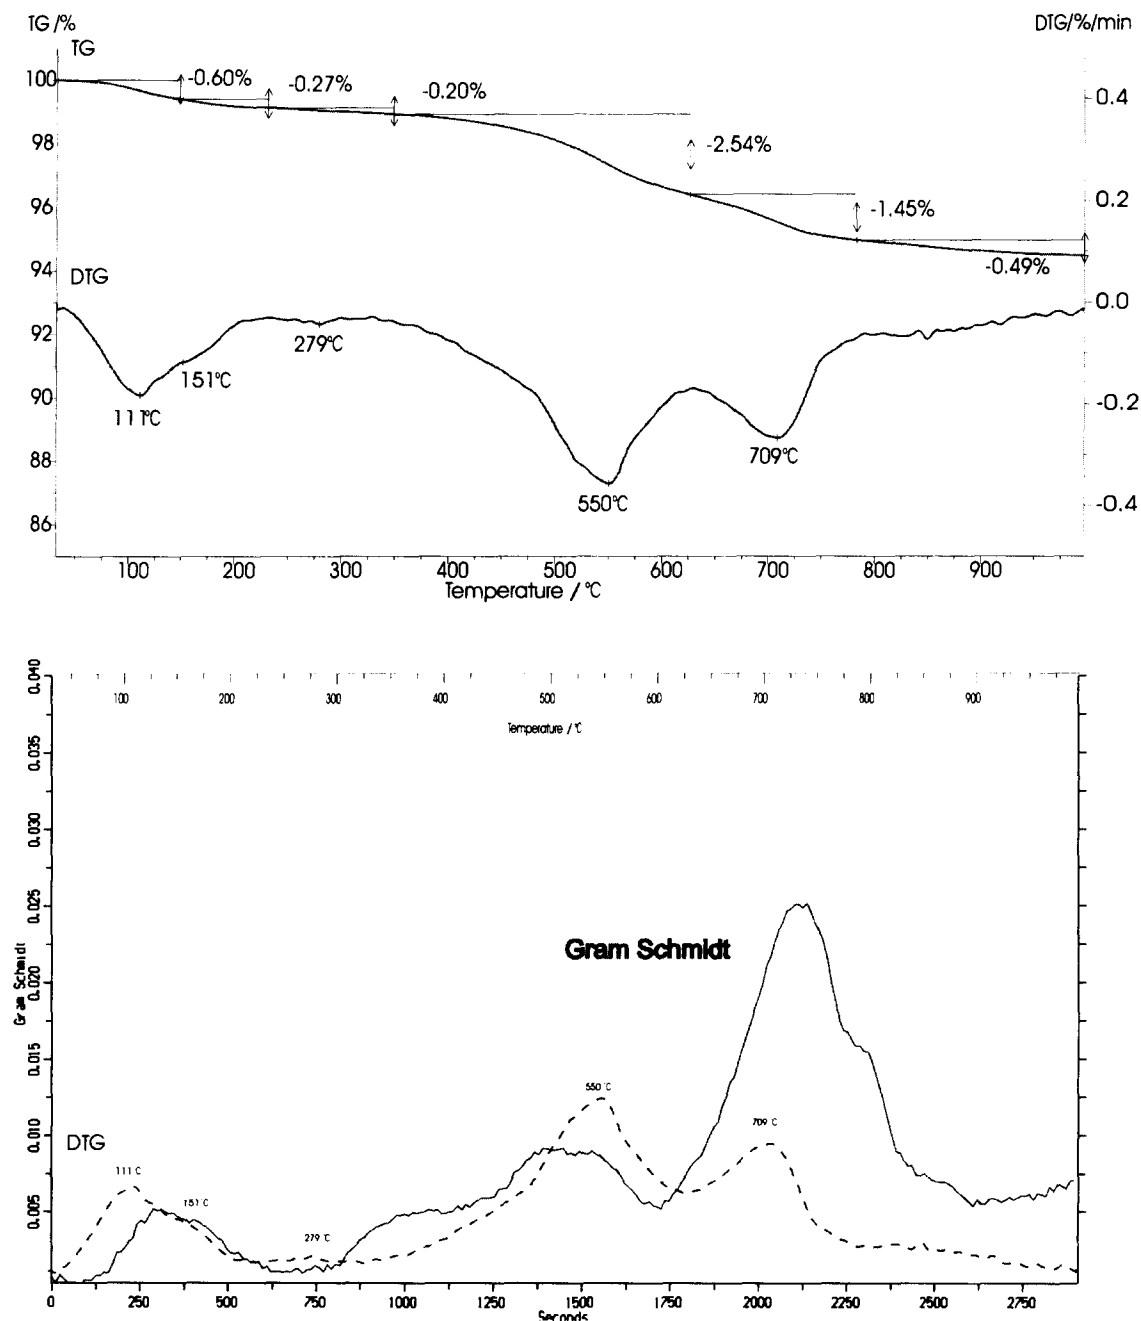 TG /%
DTG/%/min
TG
100
-0.60%
-0.27%
-0.20%
0.4
98
-2.54%
96
0.2
-1.45%
94
DTG
-0.49%
0.0
92
279°C
151°C
90
111°C
-0.2
88
709°C
550°C
-0.4
86
100 200 300 400 500 600 700 800 900
Temperature / °C
0.040
100 200 300 400 500 600 700 800 900
Temperature / °C
0.035
0.030
0.025
Gram Schmidt
Gram Schmidt
0.020
0.015
550 °C
0.010
DTG
709 °C
111 C
151 C
0.005
279 °C
0 250 500 750 1000 1250 1500 1750 2000 2250 2500 2750
Seconds